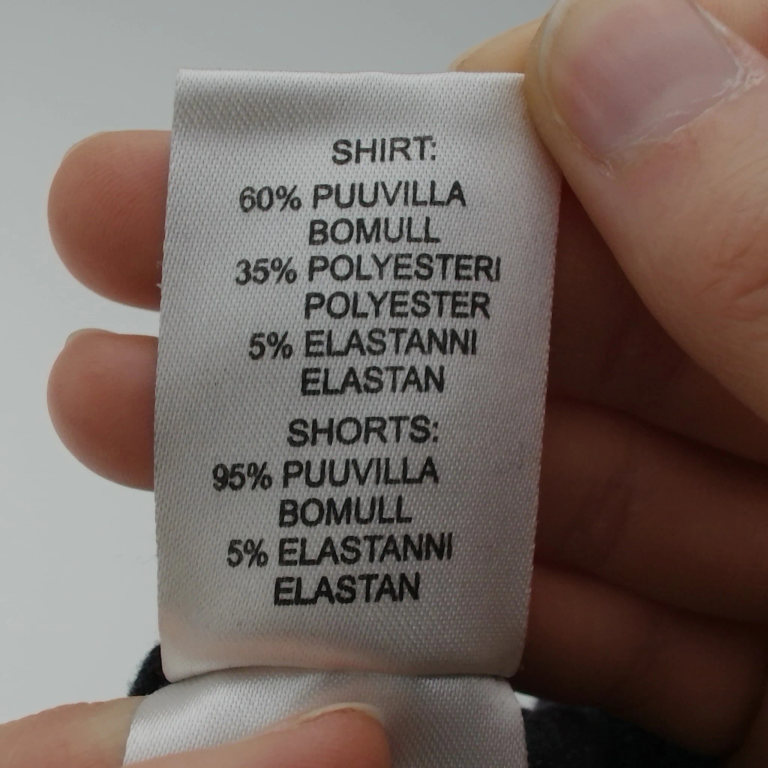 SHIRT:
60% PUUVILLA
BOMULL
35% POLYESTERI
POLYESTER
5% ELASTANNI
ELASTAN
SHORTS:
95% PUUVILLA
BOMULL
5% ELASTANNI
ELASTAN